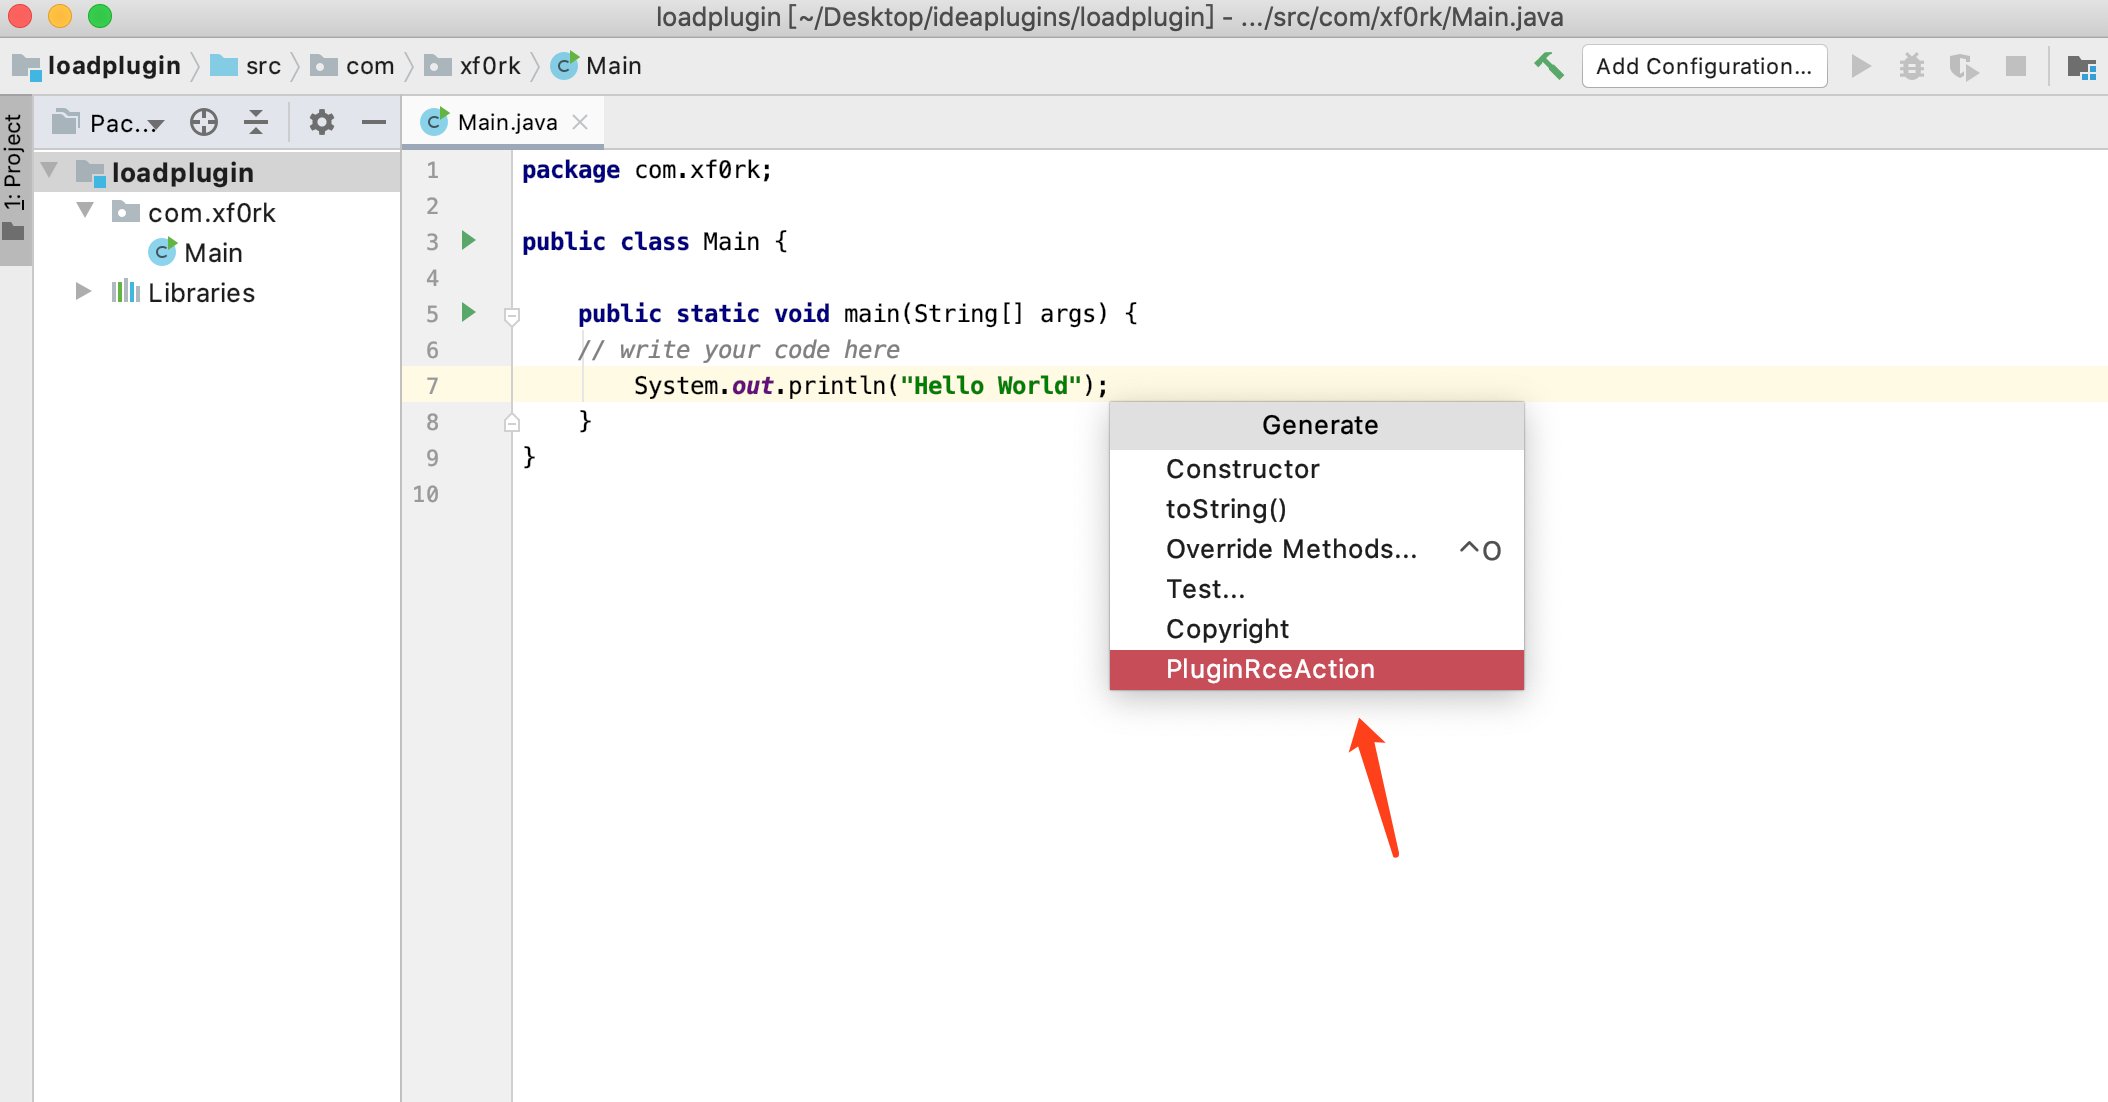 loadplugin [~/Desktop/ideaplugins/loadplugin] - .../src/com/xf0rk/Main.java
loadplugin src com xf0rk Main Add Configuration...
1: Project
Pac...
loadplugin
com.xf0rk
Main
Libraries
Main.java
1 package com.xf0rk;
2
3 public class Main {
4
5 public static void main(String[] args) {
6 // write your code here
7 System.out.println("Hello World");
8 }
9 }
10
Generate
Constructor
toString()
Override Methods... ^O
Test...
Copyright
PluginRceAction